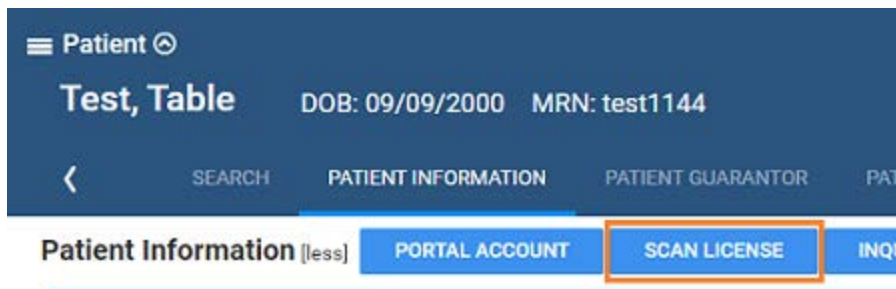 Patient
Test, Table DOB: 09/09/2000 MRN: test1144
SEARCH PATIENT INFORMATION PATIENT GUARANTOR
Patient Information [less] PORTAL ACCOUNT SCAN LICENSE